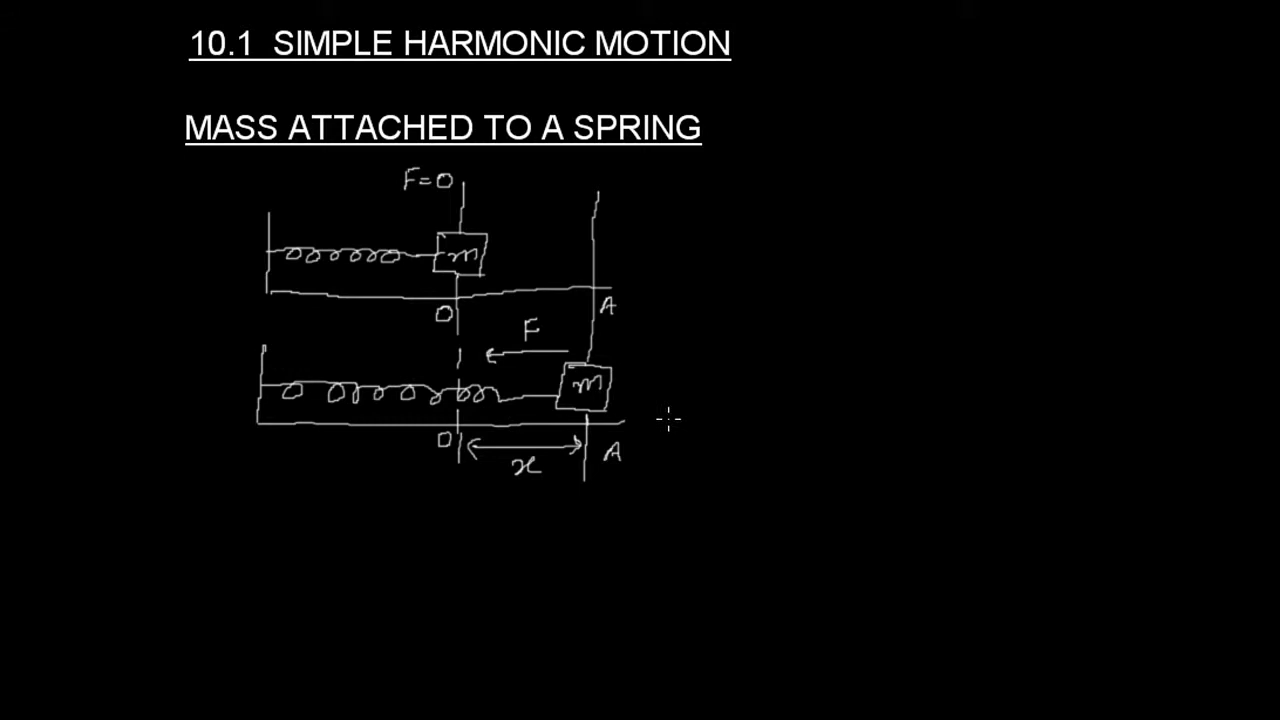 10.1 SIMPLE HARMONIC MOTION
MASS ATTACHED TO A SPRING
F=0
m
O
A
F
m
O
x
A